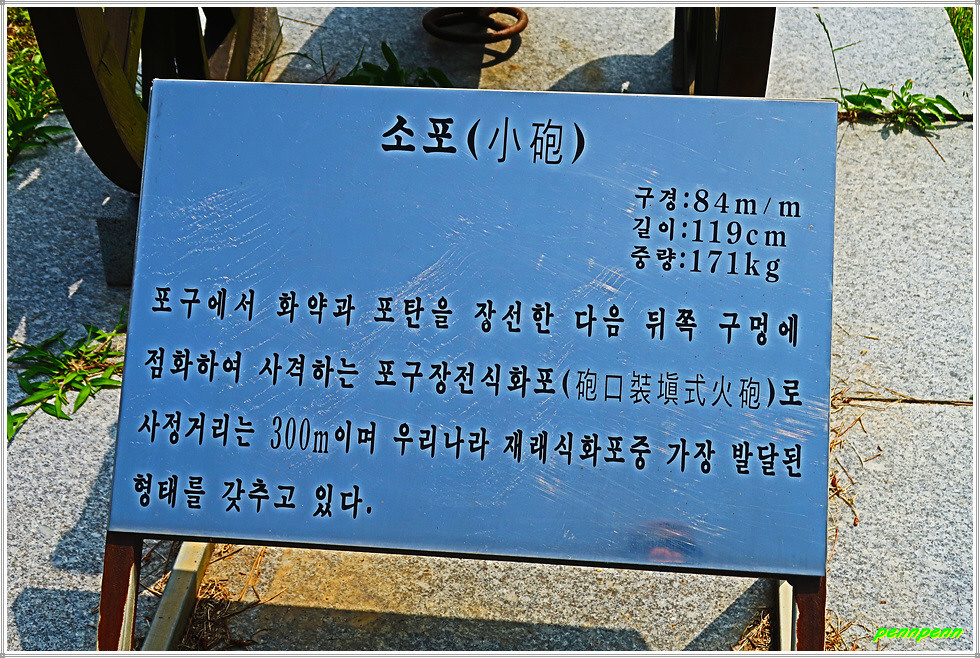 소포(小砲)
구경:84m/m
길이:119cm
중량:171kg
포구에서 화약과 포탄을 장선한 다음 뒤쪽 구멍에
점화하여 사격하는 포구장전식화포(砲口裝塡式火砲)로
사정거리는 300m이며 우리나라 재래식화포중 가장 발달된
형태를 갖추고 있다.
pennpenn